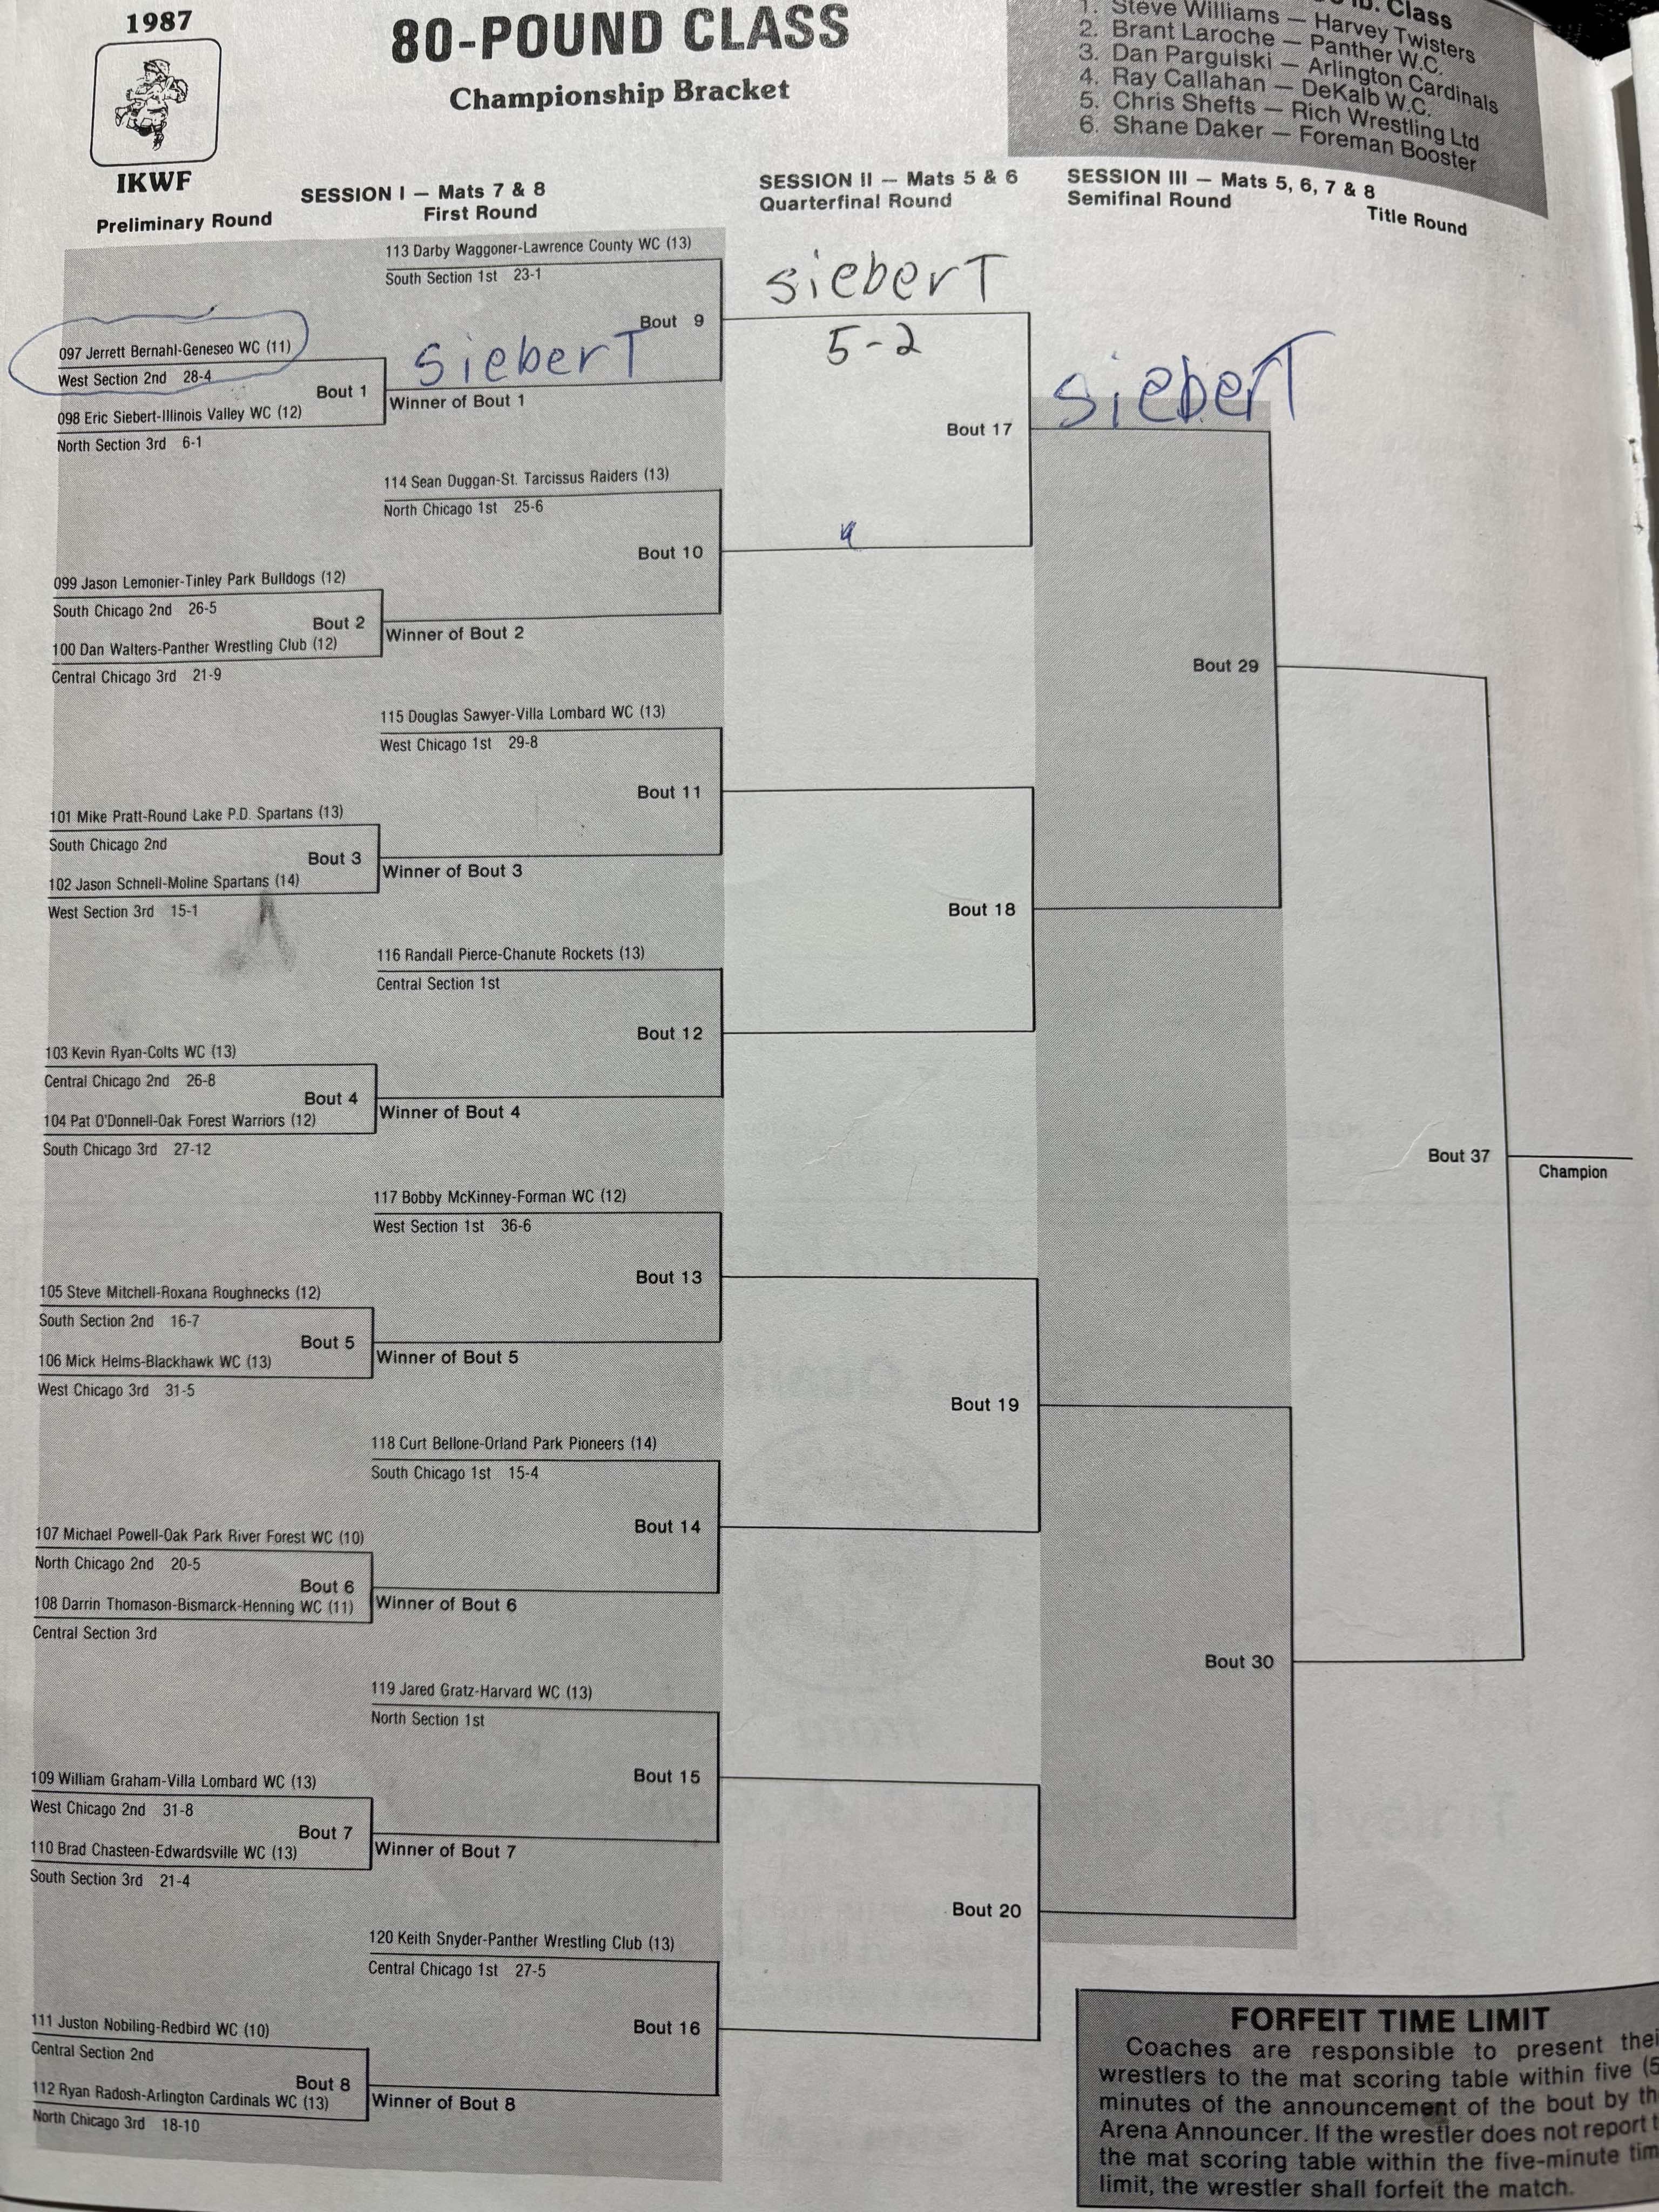 1987
IKWF
80-POUND CLASS
Championship Bracket
lb. Class
1. Steve Williams — Harvey Twisters
2. Brant Laroche — Panther W.C.
3. Dan Pargulski — Arlington Cardinals
4. Ray Callahan — DeKalb W.C.
5. Chris Shefts — Rich Wrestling Ltd
6. Shane Daker — Foreman Booster
Preliminary Round
SESSION I — Mats 7 & 8
First Round
SESSION II — Mats 5 & 6
Quarterfinal Round
SESSION III — Mats 5, 6, 7 & 8
Semifinal Round
Title Round
113 Darby Waggoner-Lawrence County WC (13)
South Section 1st 23-1
Bout 9
siebert
5-2
097 Jerrett Bernahl-Geneseo WC (11)
West Section 2nd 28-4
Bout 1
098 Eric Siebert-Illinois Valley WC (12)
North Section 3rd 6-1
siebert
Winner of Bout 1
Bout 17
siebert
114 Sean Duggan-St. Tarcissus Raiders (13)
North Chicago 1st 25-6
Bout 10
099 Jason Lemonier-Tinley Park Bulldogs (12)
South Chicago 2nd 26-5
Bout 2
100 Dan Walters-Panther Wrestling Club (12)
Central Chicago 3rd 21-9
Winner of Bout 2
Bout 29
115 Douglas Sawyer-Villa Lombard WC (13)
West Chicago 1st 29-8
Bout 11
101 Mike Pratt-Round Lake P.D. Spartans (13)
South Chicago 2nd
Bout 3
102 Jason Schnell-Moline Spartans (14)
West Section 3rd 15-1
Winner of Bout 3
Bout 18
116 Randall Pierce-Chanute Rockets (13)
Central Section 1st
Bout 12
103 Kevin Ryan-Colts WC (13)
Central Chicago 2nd 26-8
Bout 4
104 Pat O'Donnell-Oak Forest Warriors (12)
South Chicago 3rd 27-12
Winner of Bout 4
Bout 37
Champion
117 Bobby McKinney-Forman WC (12)
West Section 1st 36-6
Bout 13
105 Steve Mitchell-Roxana Roughnecks (12)
South Section 2nd 16-7
Bout 5
106 Mick Helms-Blackhawk WC (13)
West Chicago 3rd 31-5
Winner of Bout 5
Bout 19
118 Curt Bellone-Orland Park Pioneers (14)
South Chicago 1st 15-4
Bout 14
107 Michael Powell-Oak Park River Forest WC (10)
North Chicago 2nd 20-5
Bout 6
108 Darrin Thomason-Bismarck-Henning WC (11)
Central Section 3rd
Winner of Bout 6
Bout 30
119 Jared Gratz-Harvard WC (13)
North Section 1st
Bout 15
109 William Graham-Villa Lombard WC (13)
West Chicago 2nd 31-8
Bout 7
110 Brad Chasteen-Edwardsville WC (13)
South Section 3rd 21-4
Winner of Bout 7
Bout 20
120 Keith Snyder-Panther Wrestling Club (13)
Central Chicago 1st 27-5
Bout 16
111 Juston Nobiling-Redbird WC (10)
Central Section 2nd
Bout 8
112 Ryan Radosh-Arlington Cardinals WC (13)
North Chicago 3rd 18-10
Winner of Bout 8
FORFEIT TIME LIMIT
Coaches are responsible to present thei
wrestlers to the mat scoring table within five (5
minutes of the announcement of the bout by th
Arena Announcer. If the wrestler does not report t
the mat scoring table within the five-minute tim
limit, the wrestler shall forfeit the match.